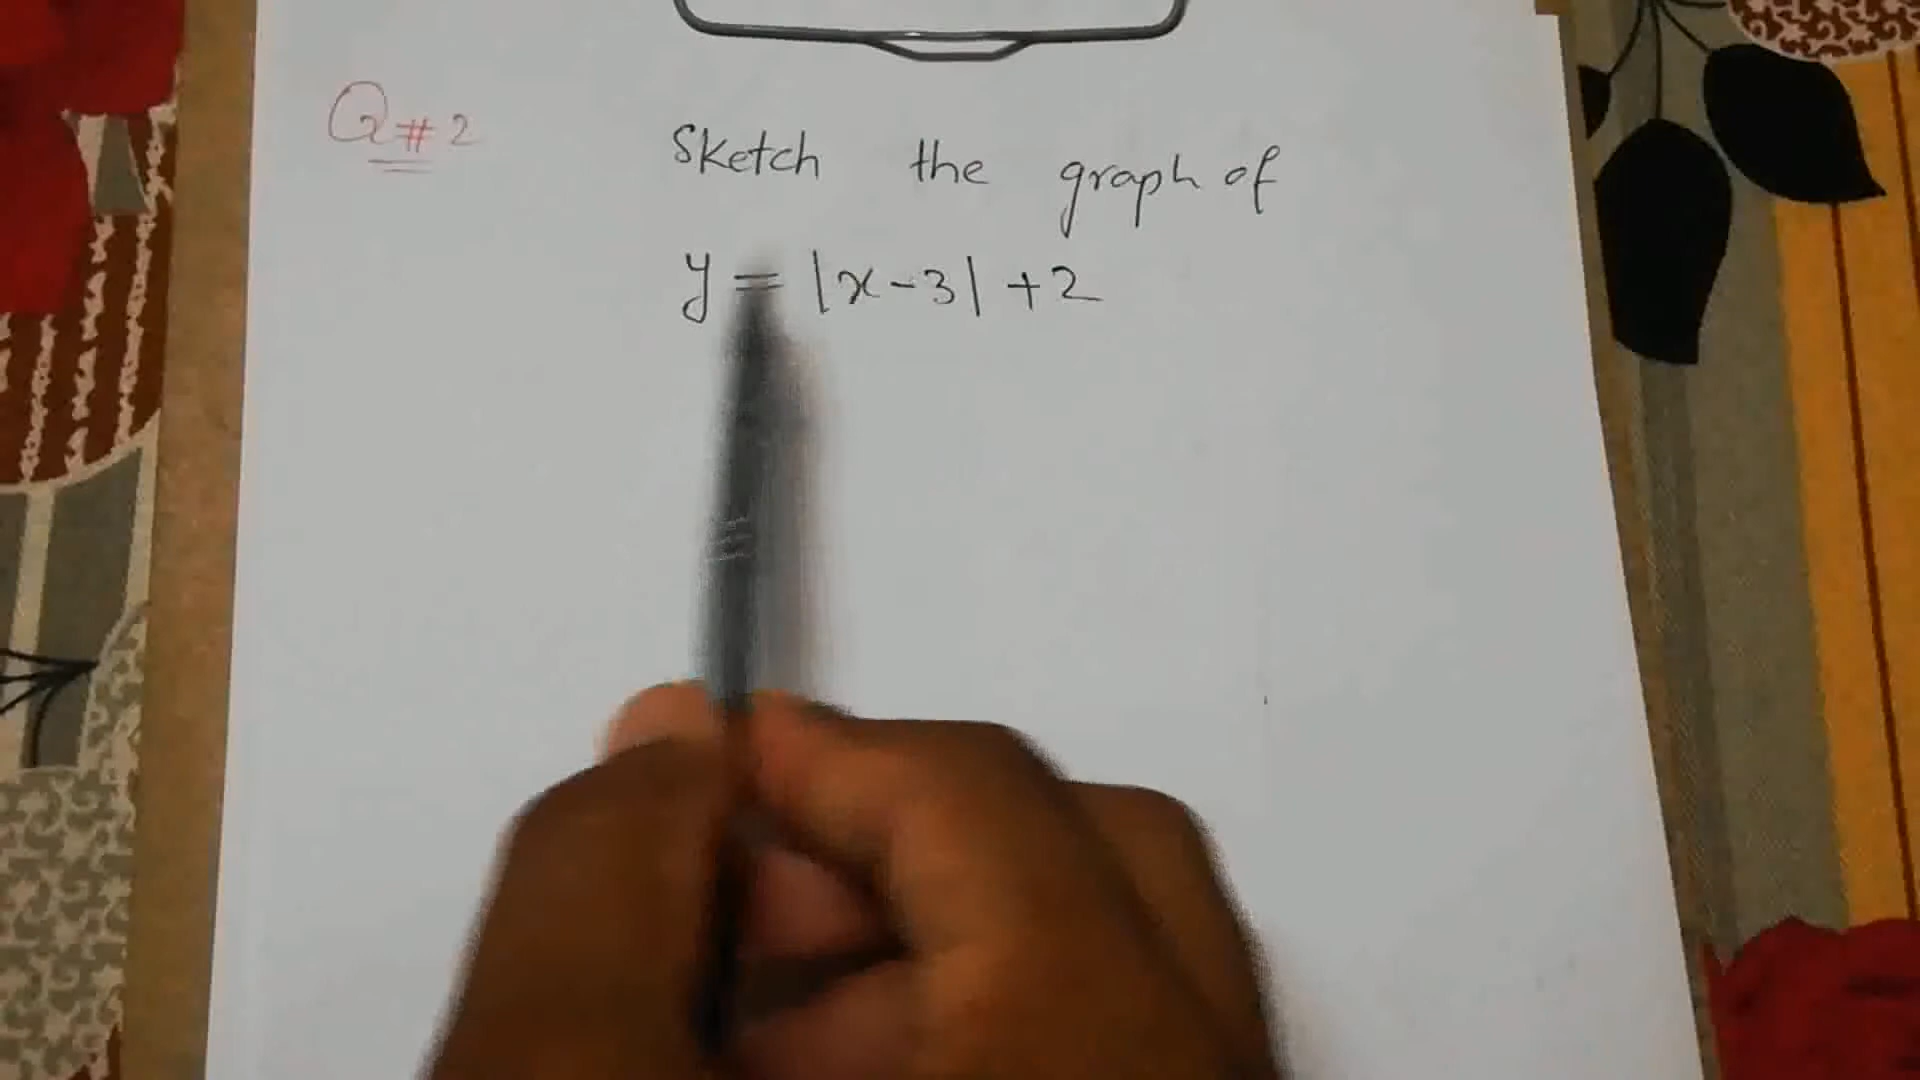 Q#2
Sketch the graph of
y = |x-3| +2